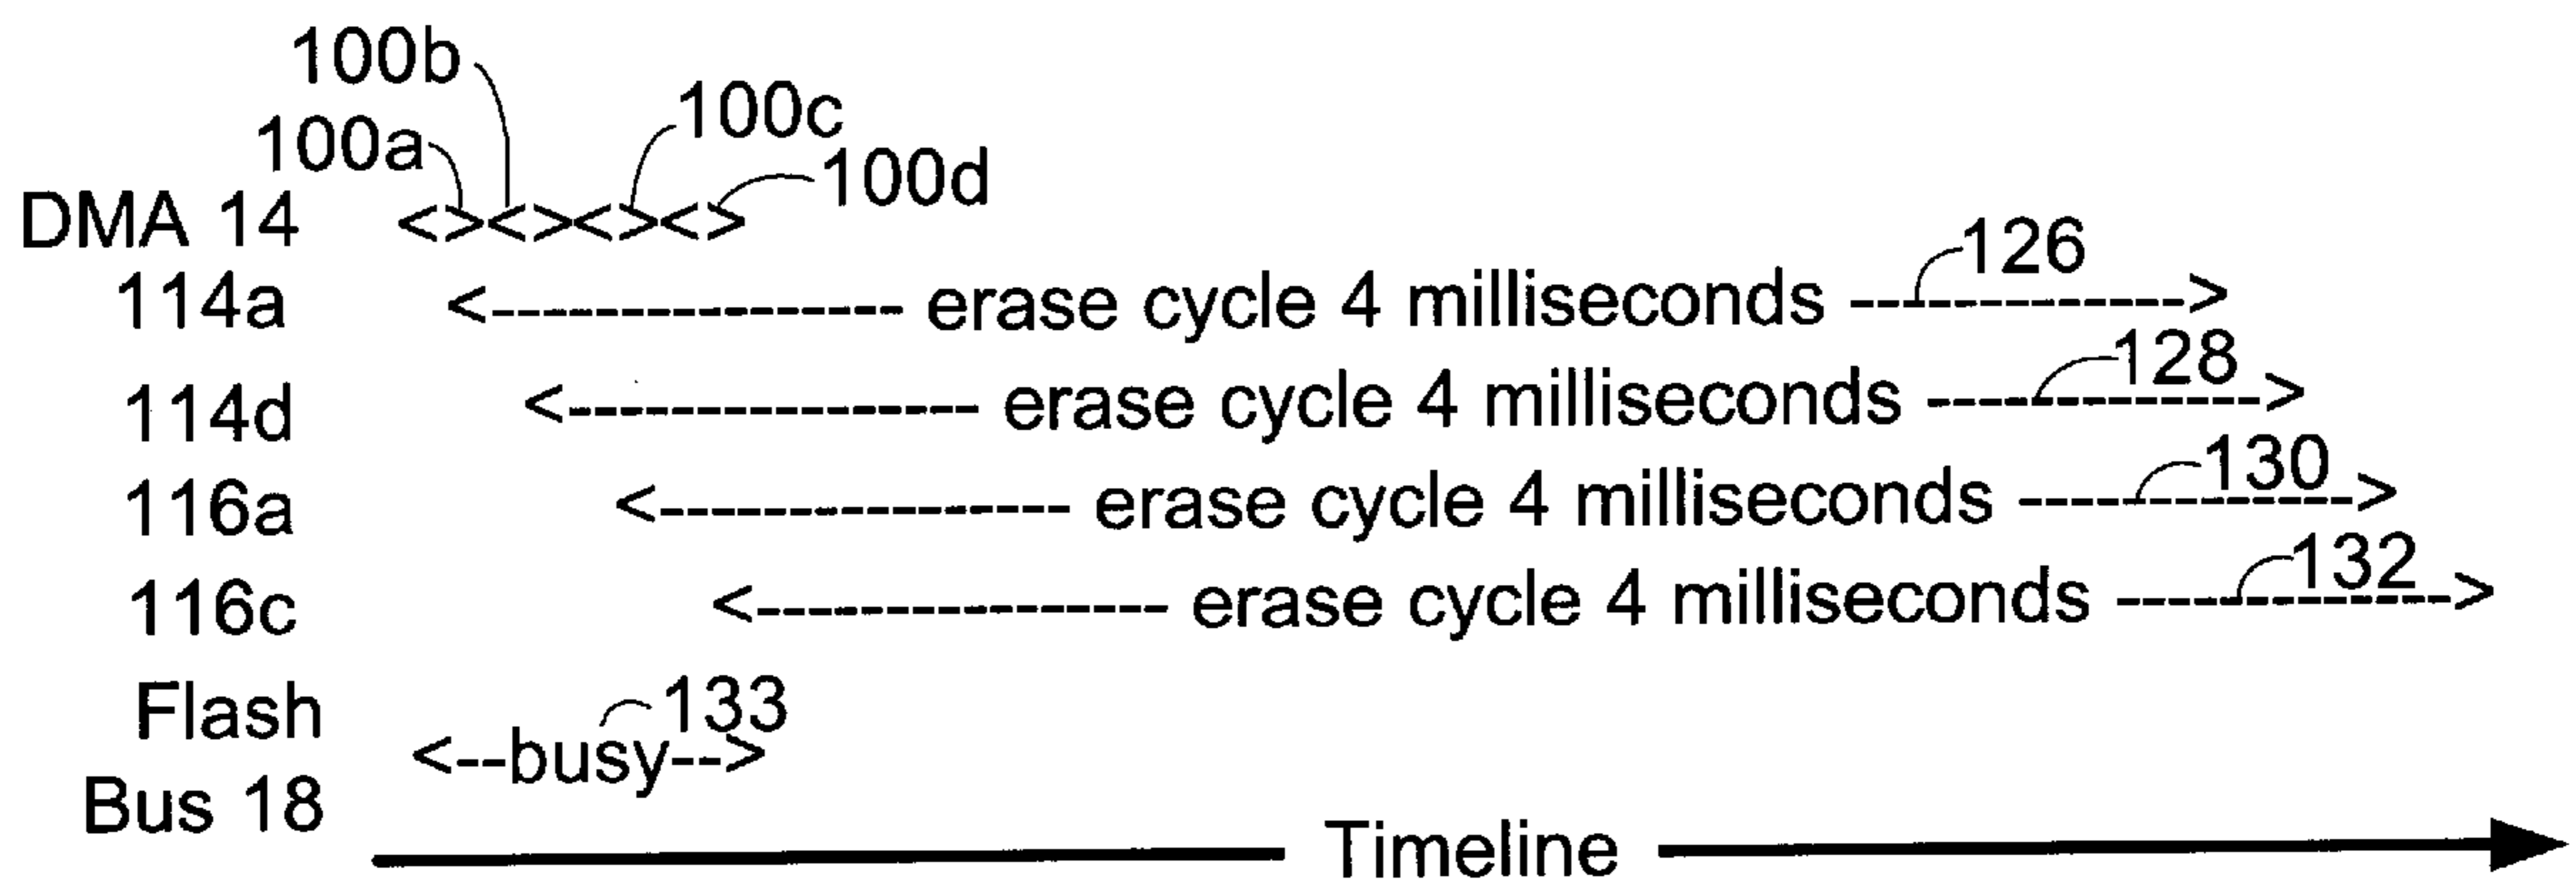 100b
100a
100c
100d
DMA 14 <><><><>
126
114a <---------------- erase cycle 4 milliseconds ------------->
128
114d <---------------- erase cycle 4 milliseconds ------------->
130
116a <---------------- erase cycle 4 milliseconds ------------->
132
116c <---------------- erase cycle 4 milliseconds ------------->
133
Flash
<--busy-->
Bus 18
Timeline